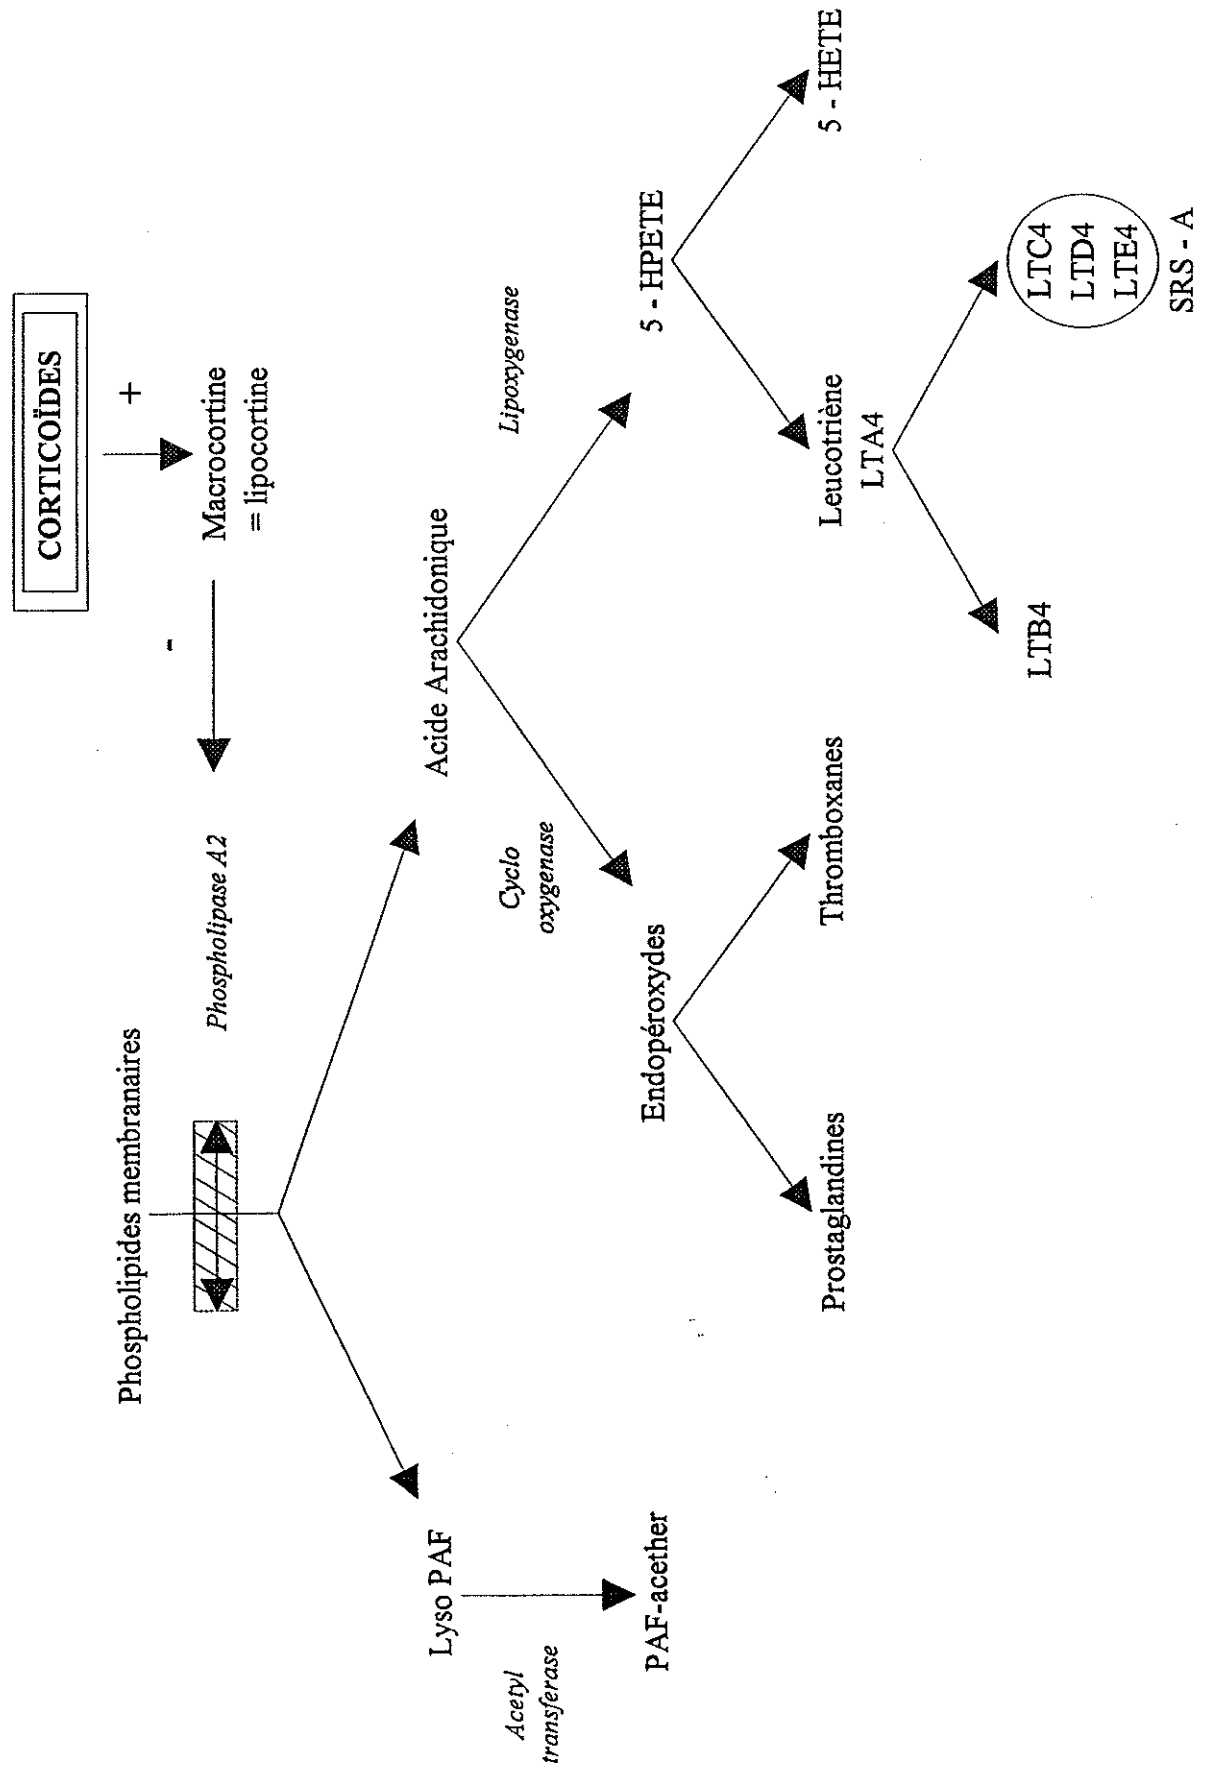 CORTICOÏDES
+
Macrocortine
= lipocortine
-
Phospholipase A2
Phospholipides membranaires
Lyso PAF
Acide Arachidonique
Acetyl
transferase
Cyclo
oxygenase
Lipoxygenase
PAF-acether
Endopéroxydes
5 - HPETE
Prostaglandines
Thromboxanes
Leucotriène
LTA4
5 - HETE
LTB4
LTC4
LTD4
LTE4
SRS - A